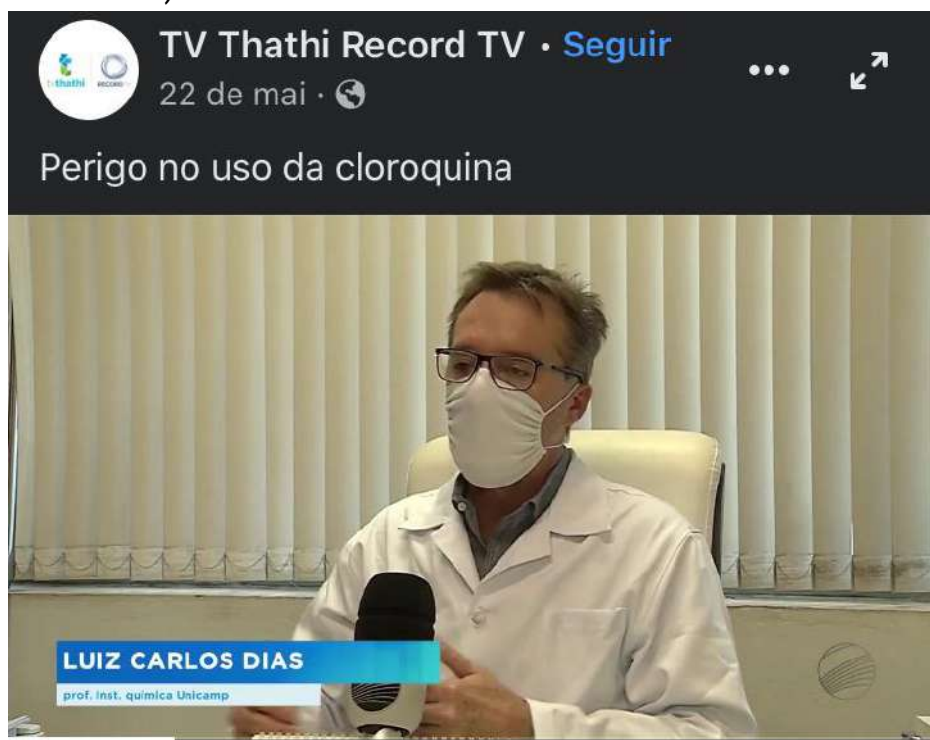 TV Thathi Record TV · Seguir
22 de mai ·
Perigo no uso da cloroquina
LUIZ CARLOS DIAS
prof. Inst. química Unicamp